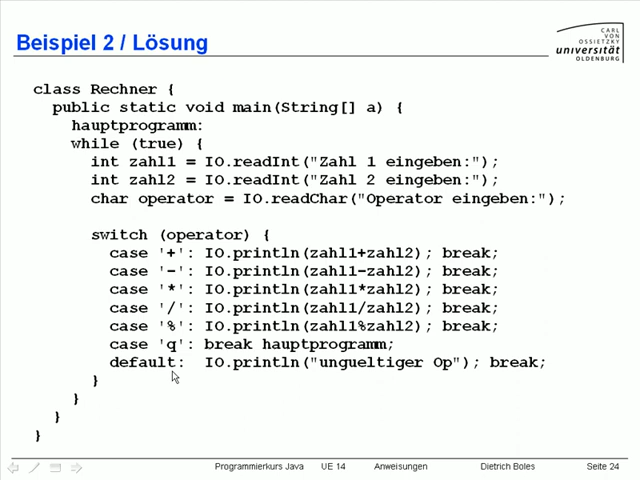 Beispiel 2 / Lösung
CARL
VON
OSSIETZKY
universität
OLDENBURG
class Rechner {
public static void main(String[] a) {
hauptprogramm:
while (true) {
int zahl1 = IO.readInt("Zahl 1 eingeben:");
int zahl2 = IO.readInt("Zahl 2 eingeben:");
char operator = IO.readChar("Operator eingeben:");
switch (operator) {
case '+': IO.println(zahl1+zahl2); break;
case '-': IO.println(zahl1-zahl2); break;
case '*': IO.println(zahl1*zahl2); break;
case '/': IO.println(zahl1/zahl2); break;
case '%': IO.println(zahl1%zahl2); break;
case 'q': break hauptprogramm;
default: IO.println("ungueltiger Op"); break;
}
}
}
}
Programmierkurs Java UE 14 Anweisungen Dietrich Boles Seite 24